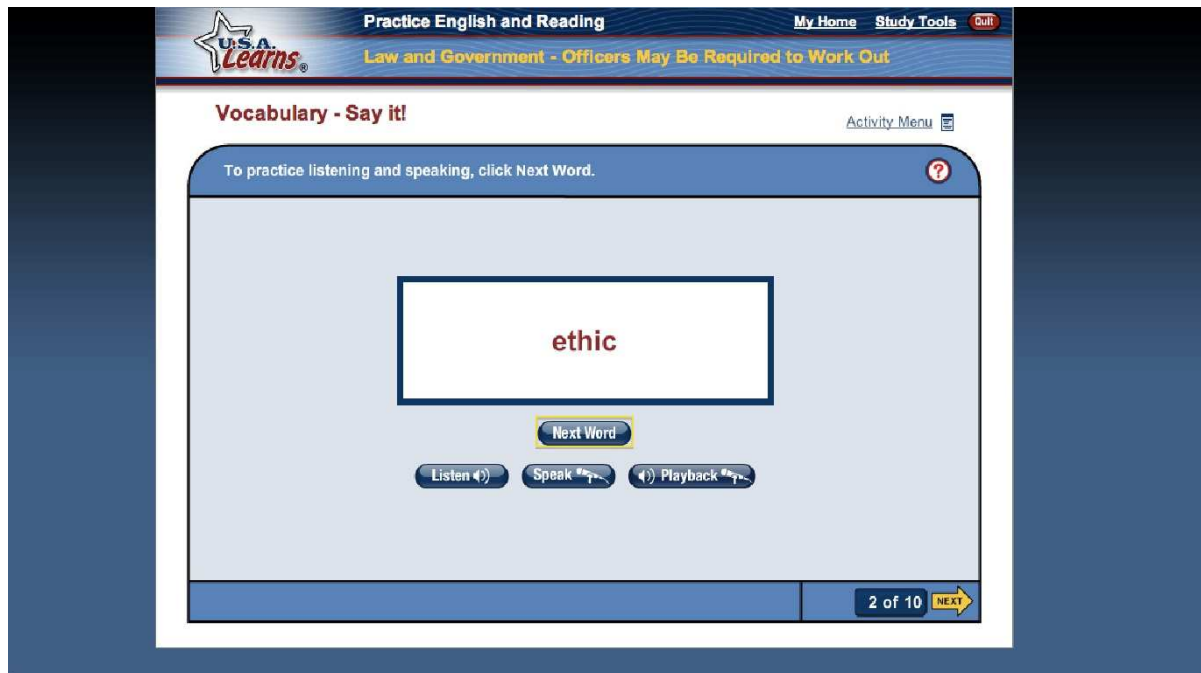 Practice English and Reading
My Home Study Tools Quit
U.S.A.
Learns®
Law and Government - Officers May Be Required to Work Out
Vocabulary - Say it!
Activity Menu
To practice listening and speaking, click Next Word.
?
ethic
Next Word
Listen
Speak
Playback
2 of 10 NEXT